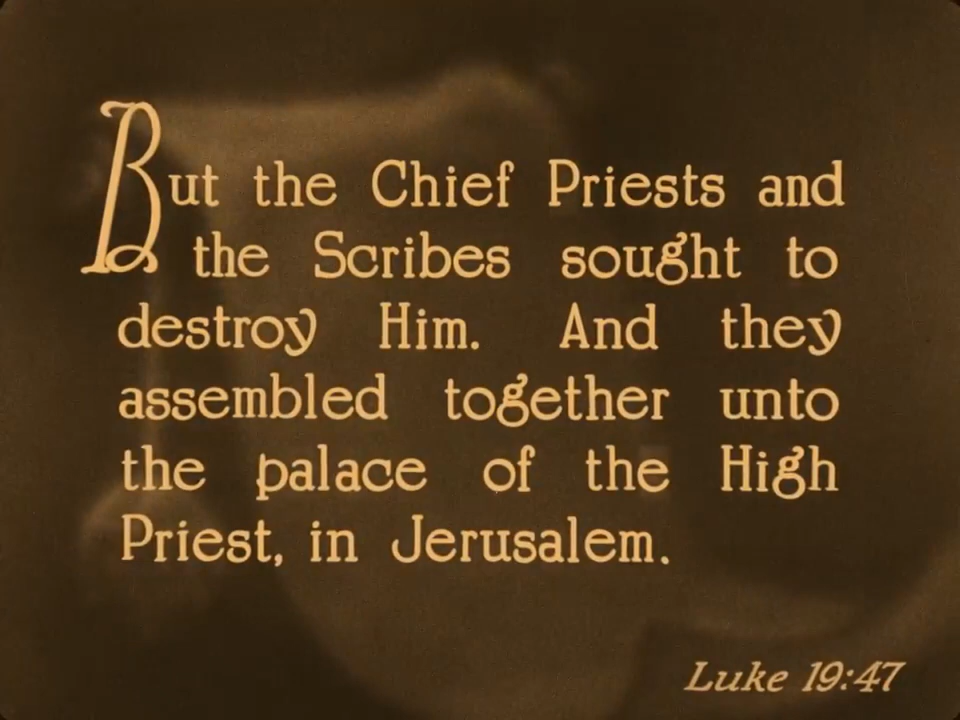 But the Chief Priests and
the Scribes sought to
destroy Him. And they
assembled together unto
the palace of the High
Priest, in Jerusalem.
Luke 19:47